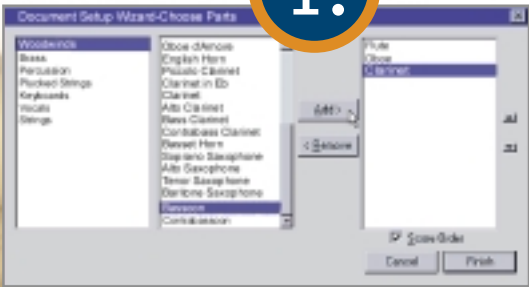 1.
Document Setup Wizard-Choose Parts
Woodwinds
Brass
Percussion
Plucked Strings
Keyboards
Vocals
Strings
Oboe d'Amore
English Horn
Piccolo Clarinet
Clarinet in Eb
Clarinet
Alto Clarinet
Bass Clarinet
Contrabass Clarinet
Basset Horn
Soprano Saxophone
Alto Saxophone
Tenor Saxophone
Baritone Saxophone
Bassoon
Contrabassoon
Add >
< Remove
Flute
Oboe
Clarinet
Score Order
Cancel
Finish